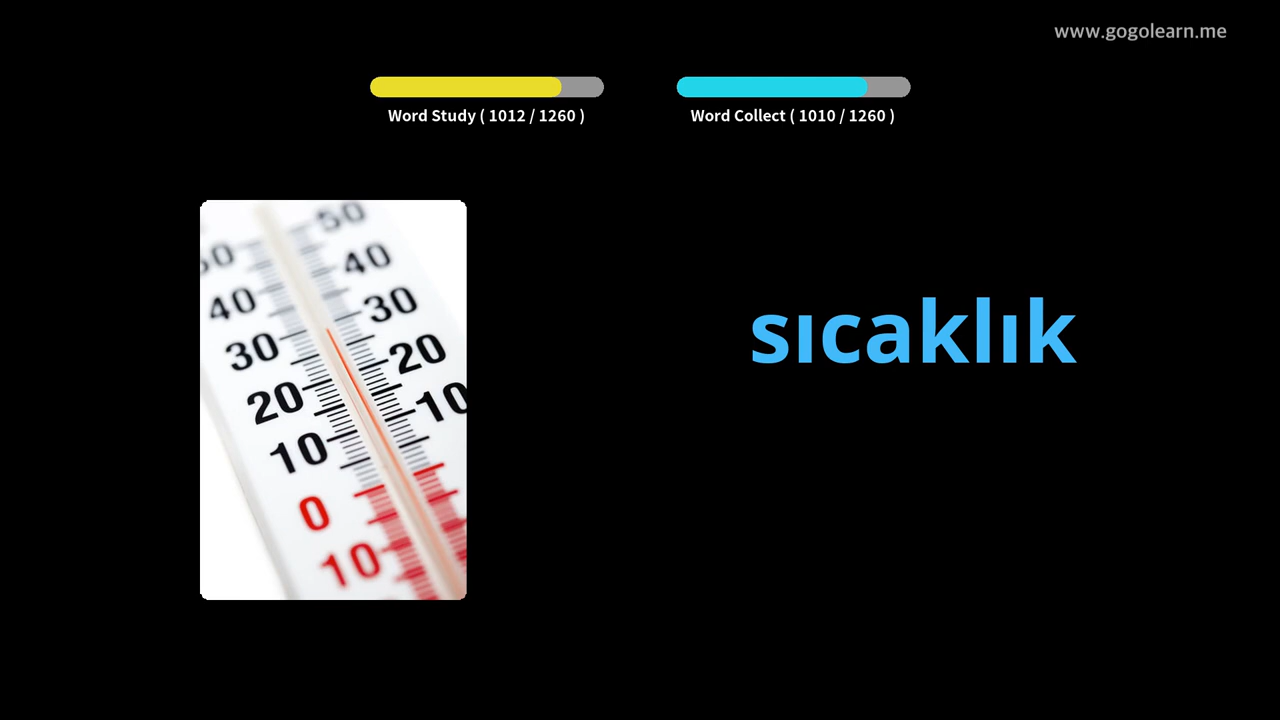 www.gogolearn.me
Word Study ( 1012 / 1260 )
Word Collect ( 1010 / 1260 )
50
50 40
40 30
30 20
20 10
10
0
10
sıcaklık